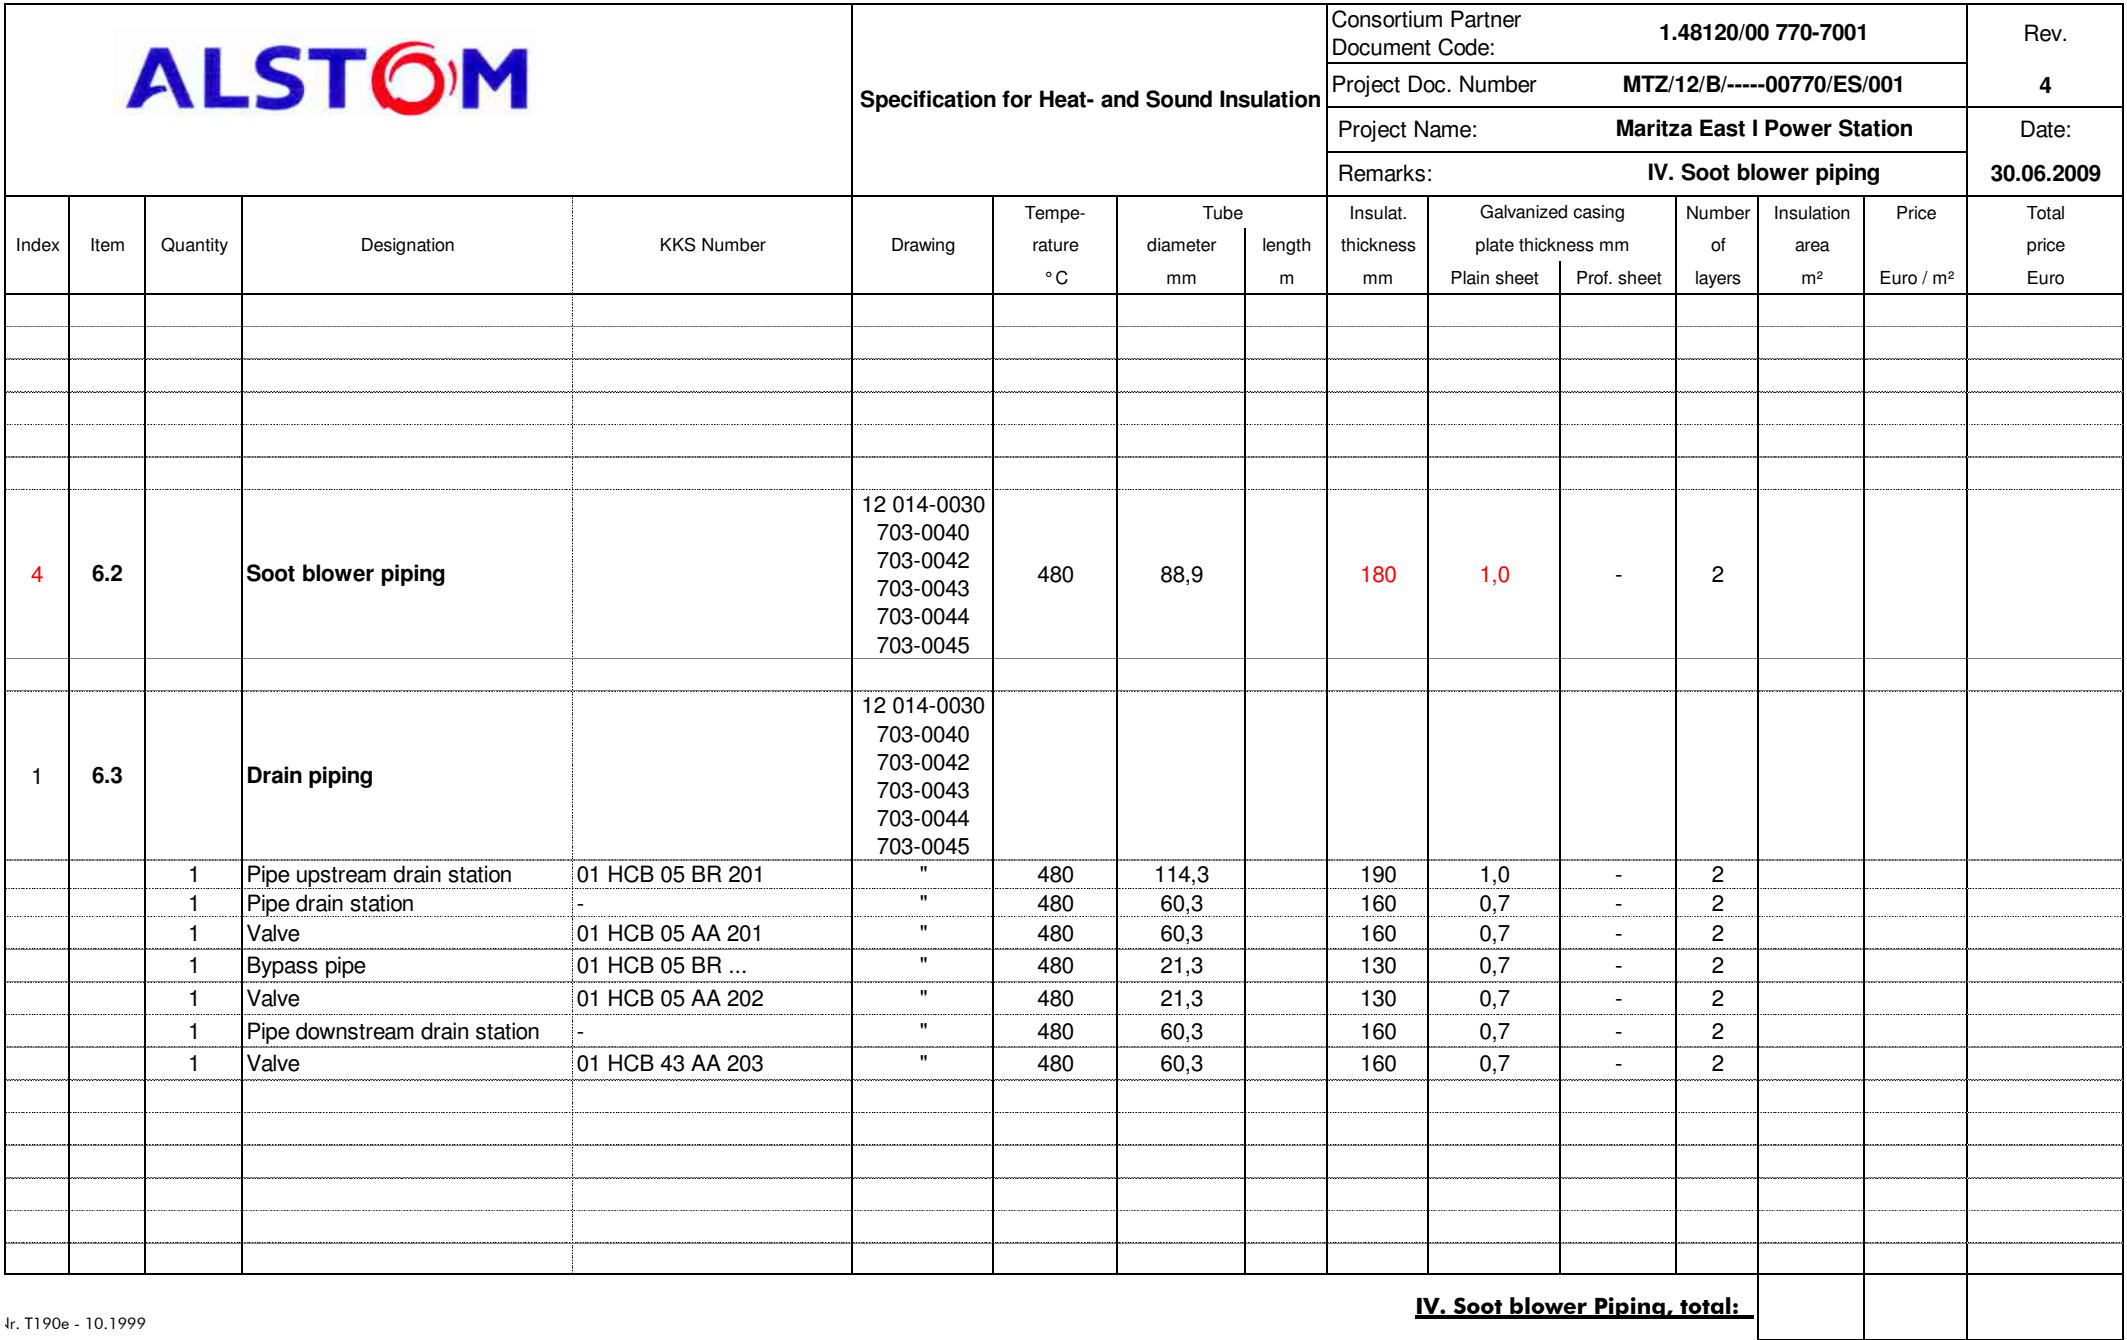 ALSTOM
Specification for Heat- and Sound Insulation
Consortium Partner
Document Code:
1.48120/00 770-7001
Rev.
Project Doc. Number
MTZ/12/B/-----00770/ES/001
4
Project Name:
Maritza East I Power Station
Date:
Remarks:
IV. Soot blower piping
30.06.2009
Index Item Quantity Designation KKS Number Drawing Tempe- rature °C Tube diameter mm length m Insulat. thickness mm Galvanized casing plate thickness mm Plain sheet Prof. sheet Number of layers Insulation area m² Price Euro / m² Total price Euro
12 014-0030
703-0040
703-0042
4 6.2 Soot blower piping 703-0043 480 88,9 180 1,0 - 2
703-0044
703-0045
12 014-0030
703-0040
703-0042
1 6.3 Drain piping 703-0043
703-0044
703-0045
1 Pipe upstream drain station 01 HCB 05 BR 201 " 480 114,3 190 1,0 - 2
1 Pipe drain station - " 480 60,3 160 0,7 - 2
1 Valve 01 HCB 05 AA 201 " 480 60,3 160 0,7 - 2
1 Bypass pipe 01 HCB 05 BR ... " 480 21,3 130 0,7 - 2
1 Valve 01 HCB 05 AA 202 " 480 21,3 130 0,7 - 2
1 Pipe downstream drain station - " 480 60,3 160 0,7 - 2
1 Valve 01 HCB 43 AA 203 " 480 60,3 160 0,7 - 2
IV. Soot blower Piping, total:
Nr. T190e - 10.1999